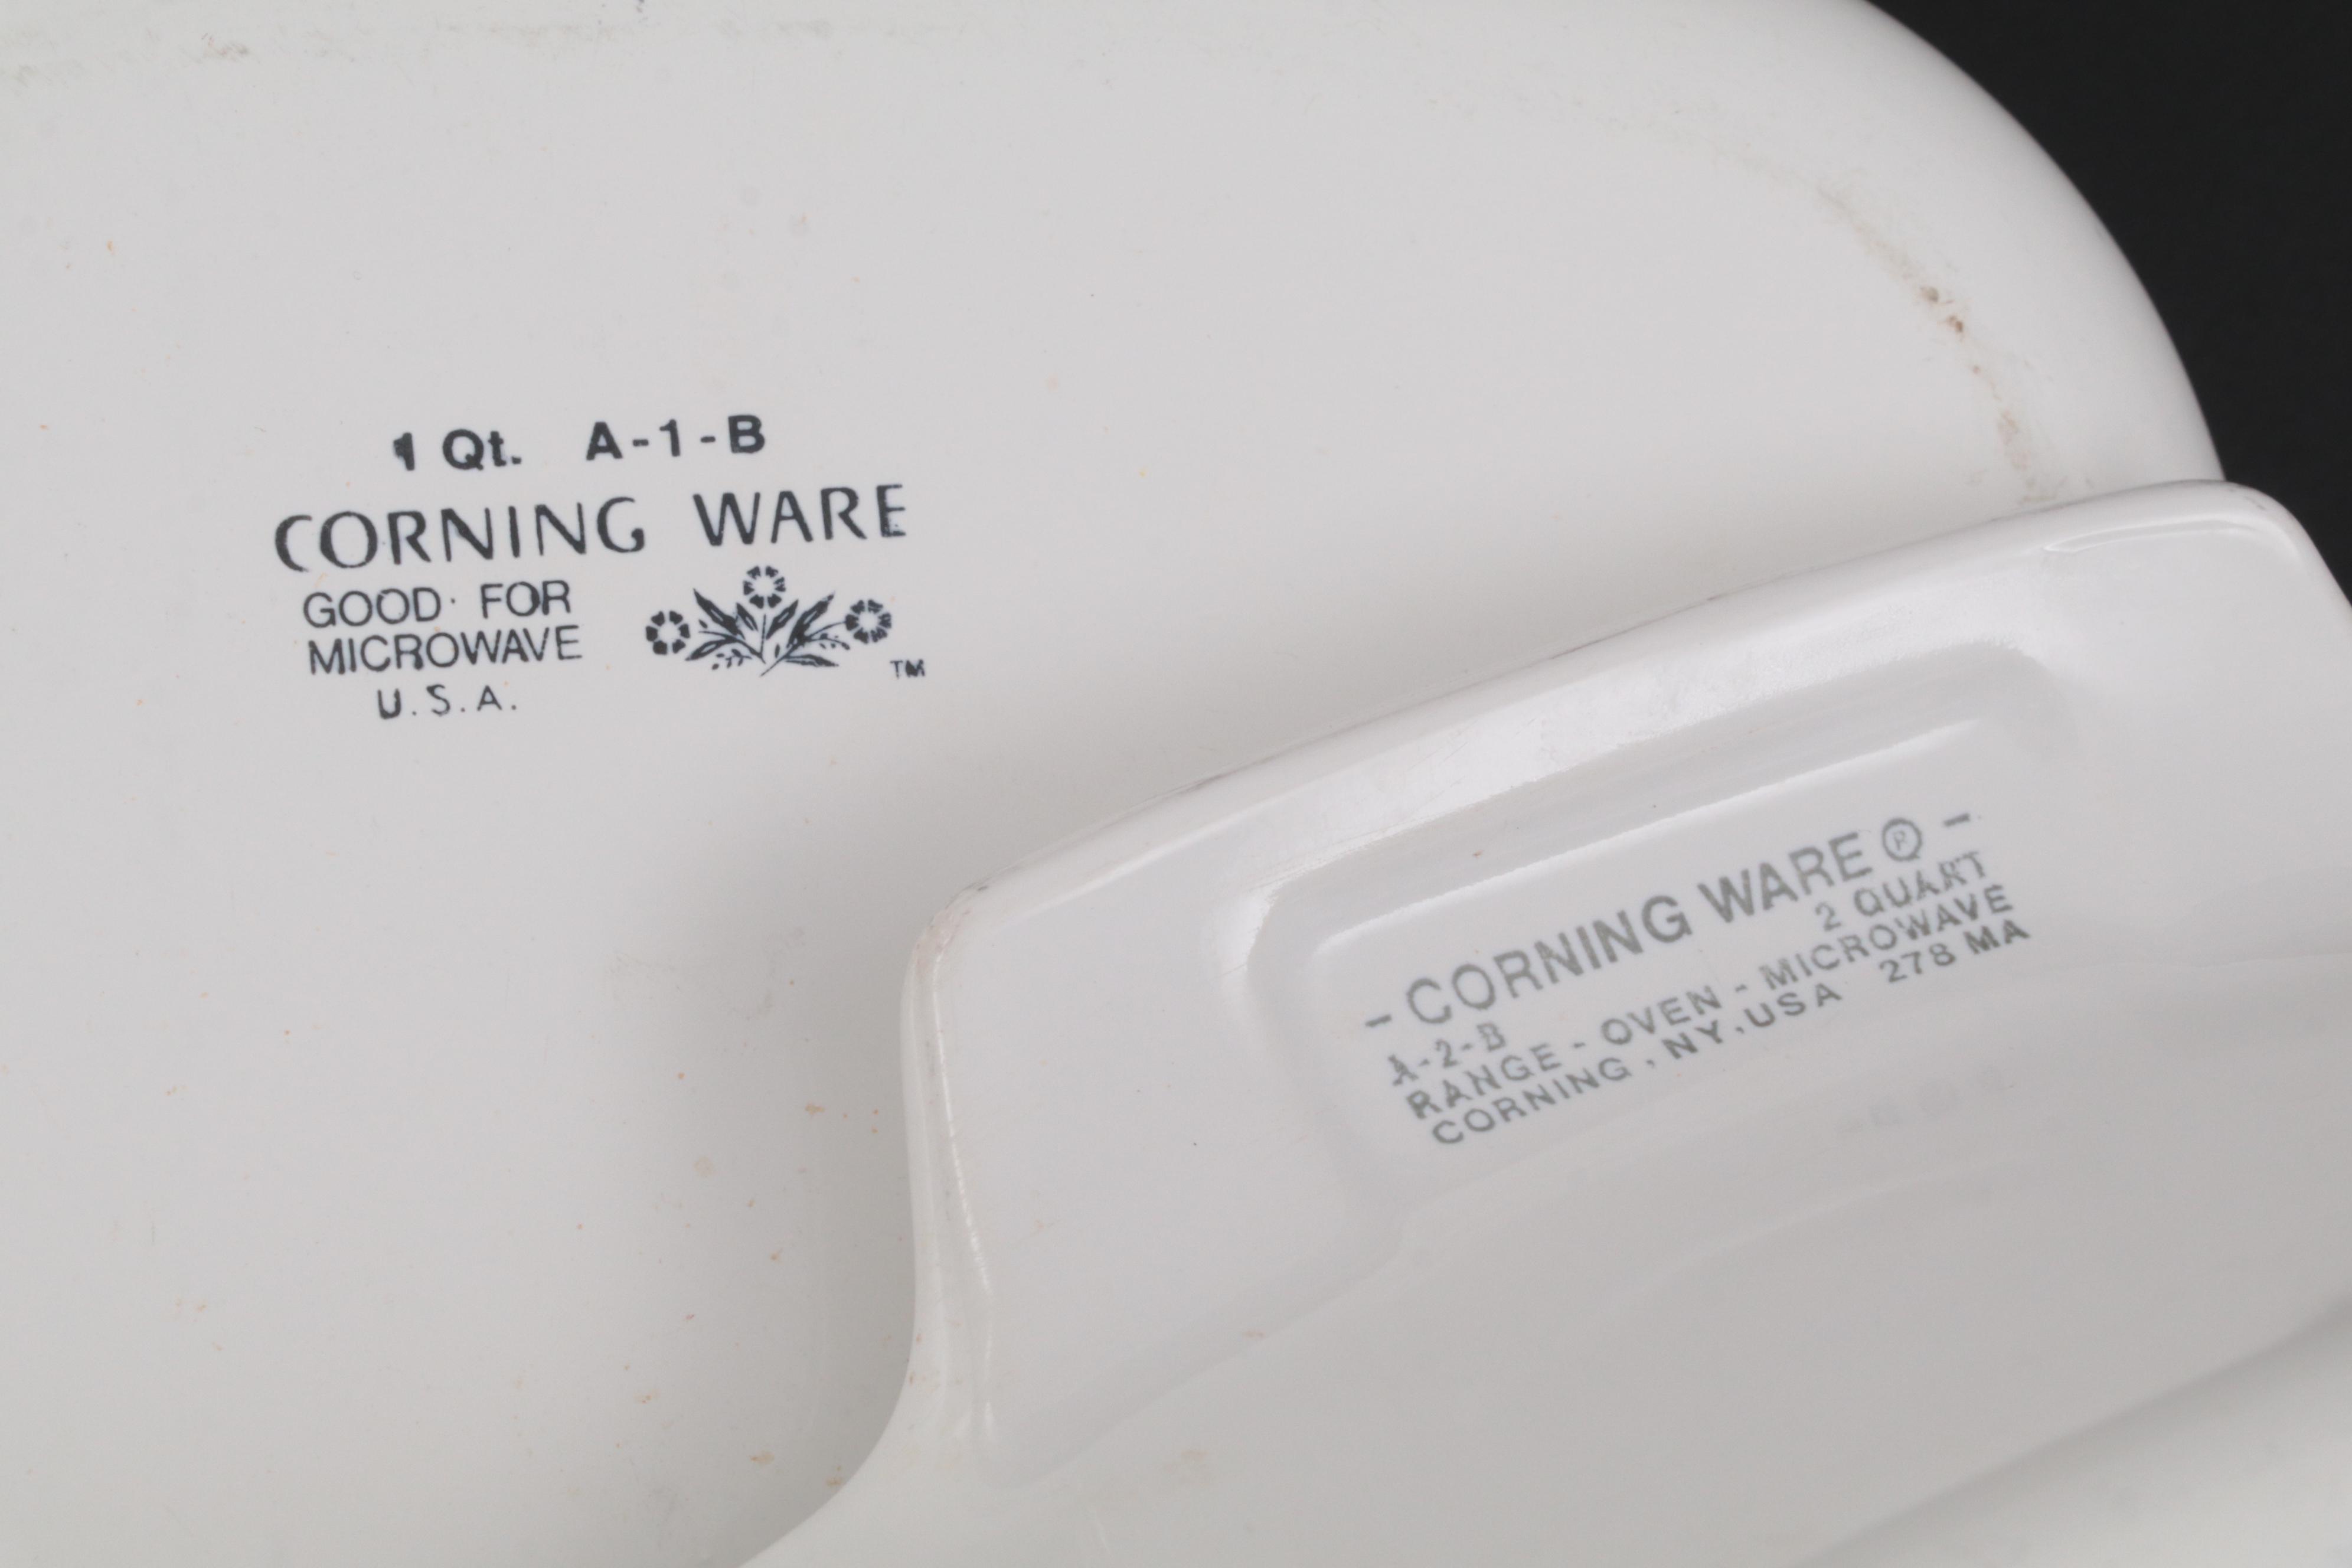 1 Qt. A-1-B
CORNING WARE
GOOD FOR
MICROWAVE
U.S.A.
TM
- CORNING WARE ® -
A-2-B 2 QUART
RANGE - OVEN - MICROWAVE
CORNING, NY, USA 278 MA